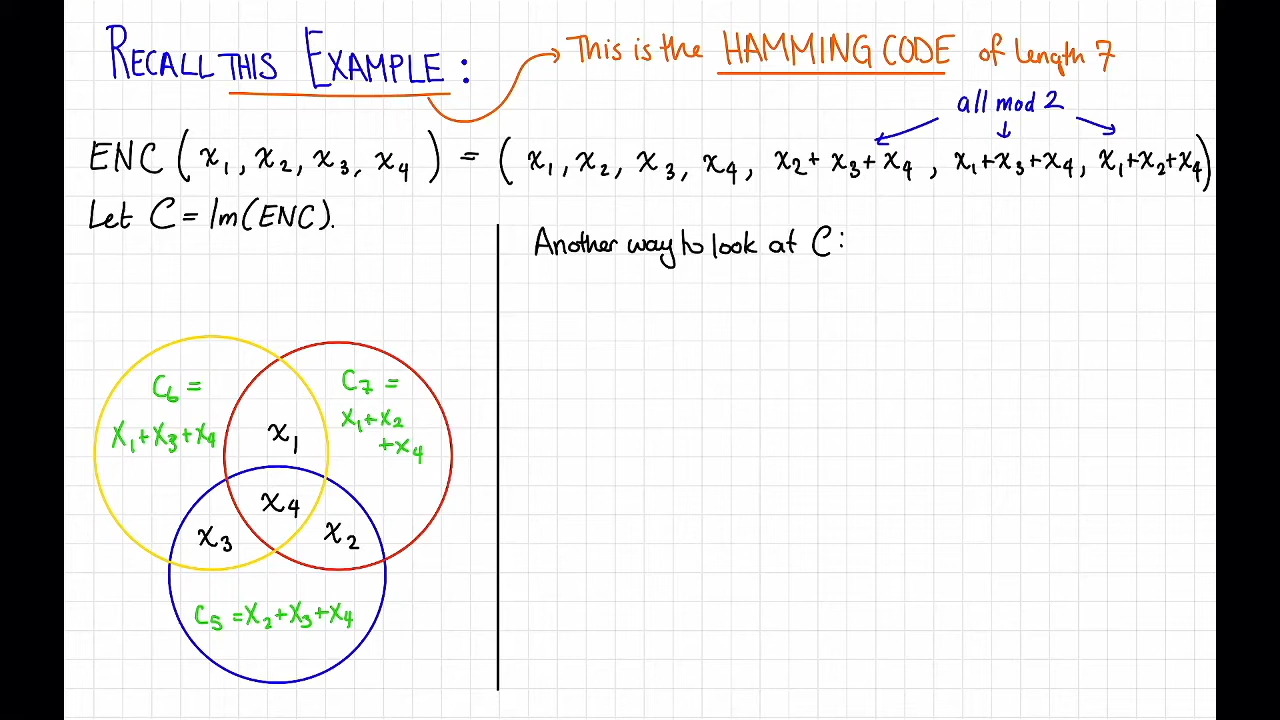 RECALL THIS EXAMPLE:
This is the HAMMING CODE of length 7
all mod 2
ENC(x₁, x₂, x₃, x₄) = (x₁, x₂, x₃, x₄, x₂+x₃+x₄, x₁+x₃+x₄, x₁+x₂+x₄)
Let C = Im(ENC).
Another way to look at C:
C₆ =
x₁+x₃+x₄
C₇ =
x₁+x₂
+x₄
x₁
x₄
x₃
x₂
C₅ = x₂+x₃+x₄